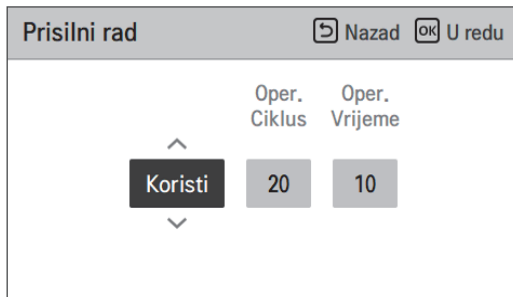 Prisilni rad Nazad OK U redu
Oper. Oper.
Ciklus Vrijeme
Koristi 20 10